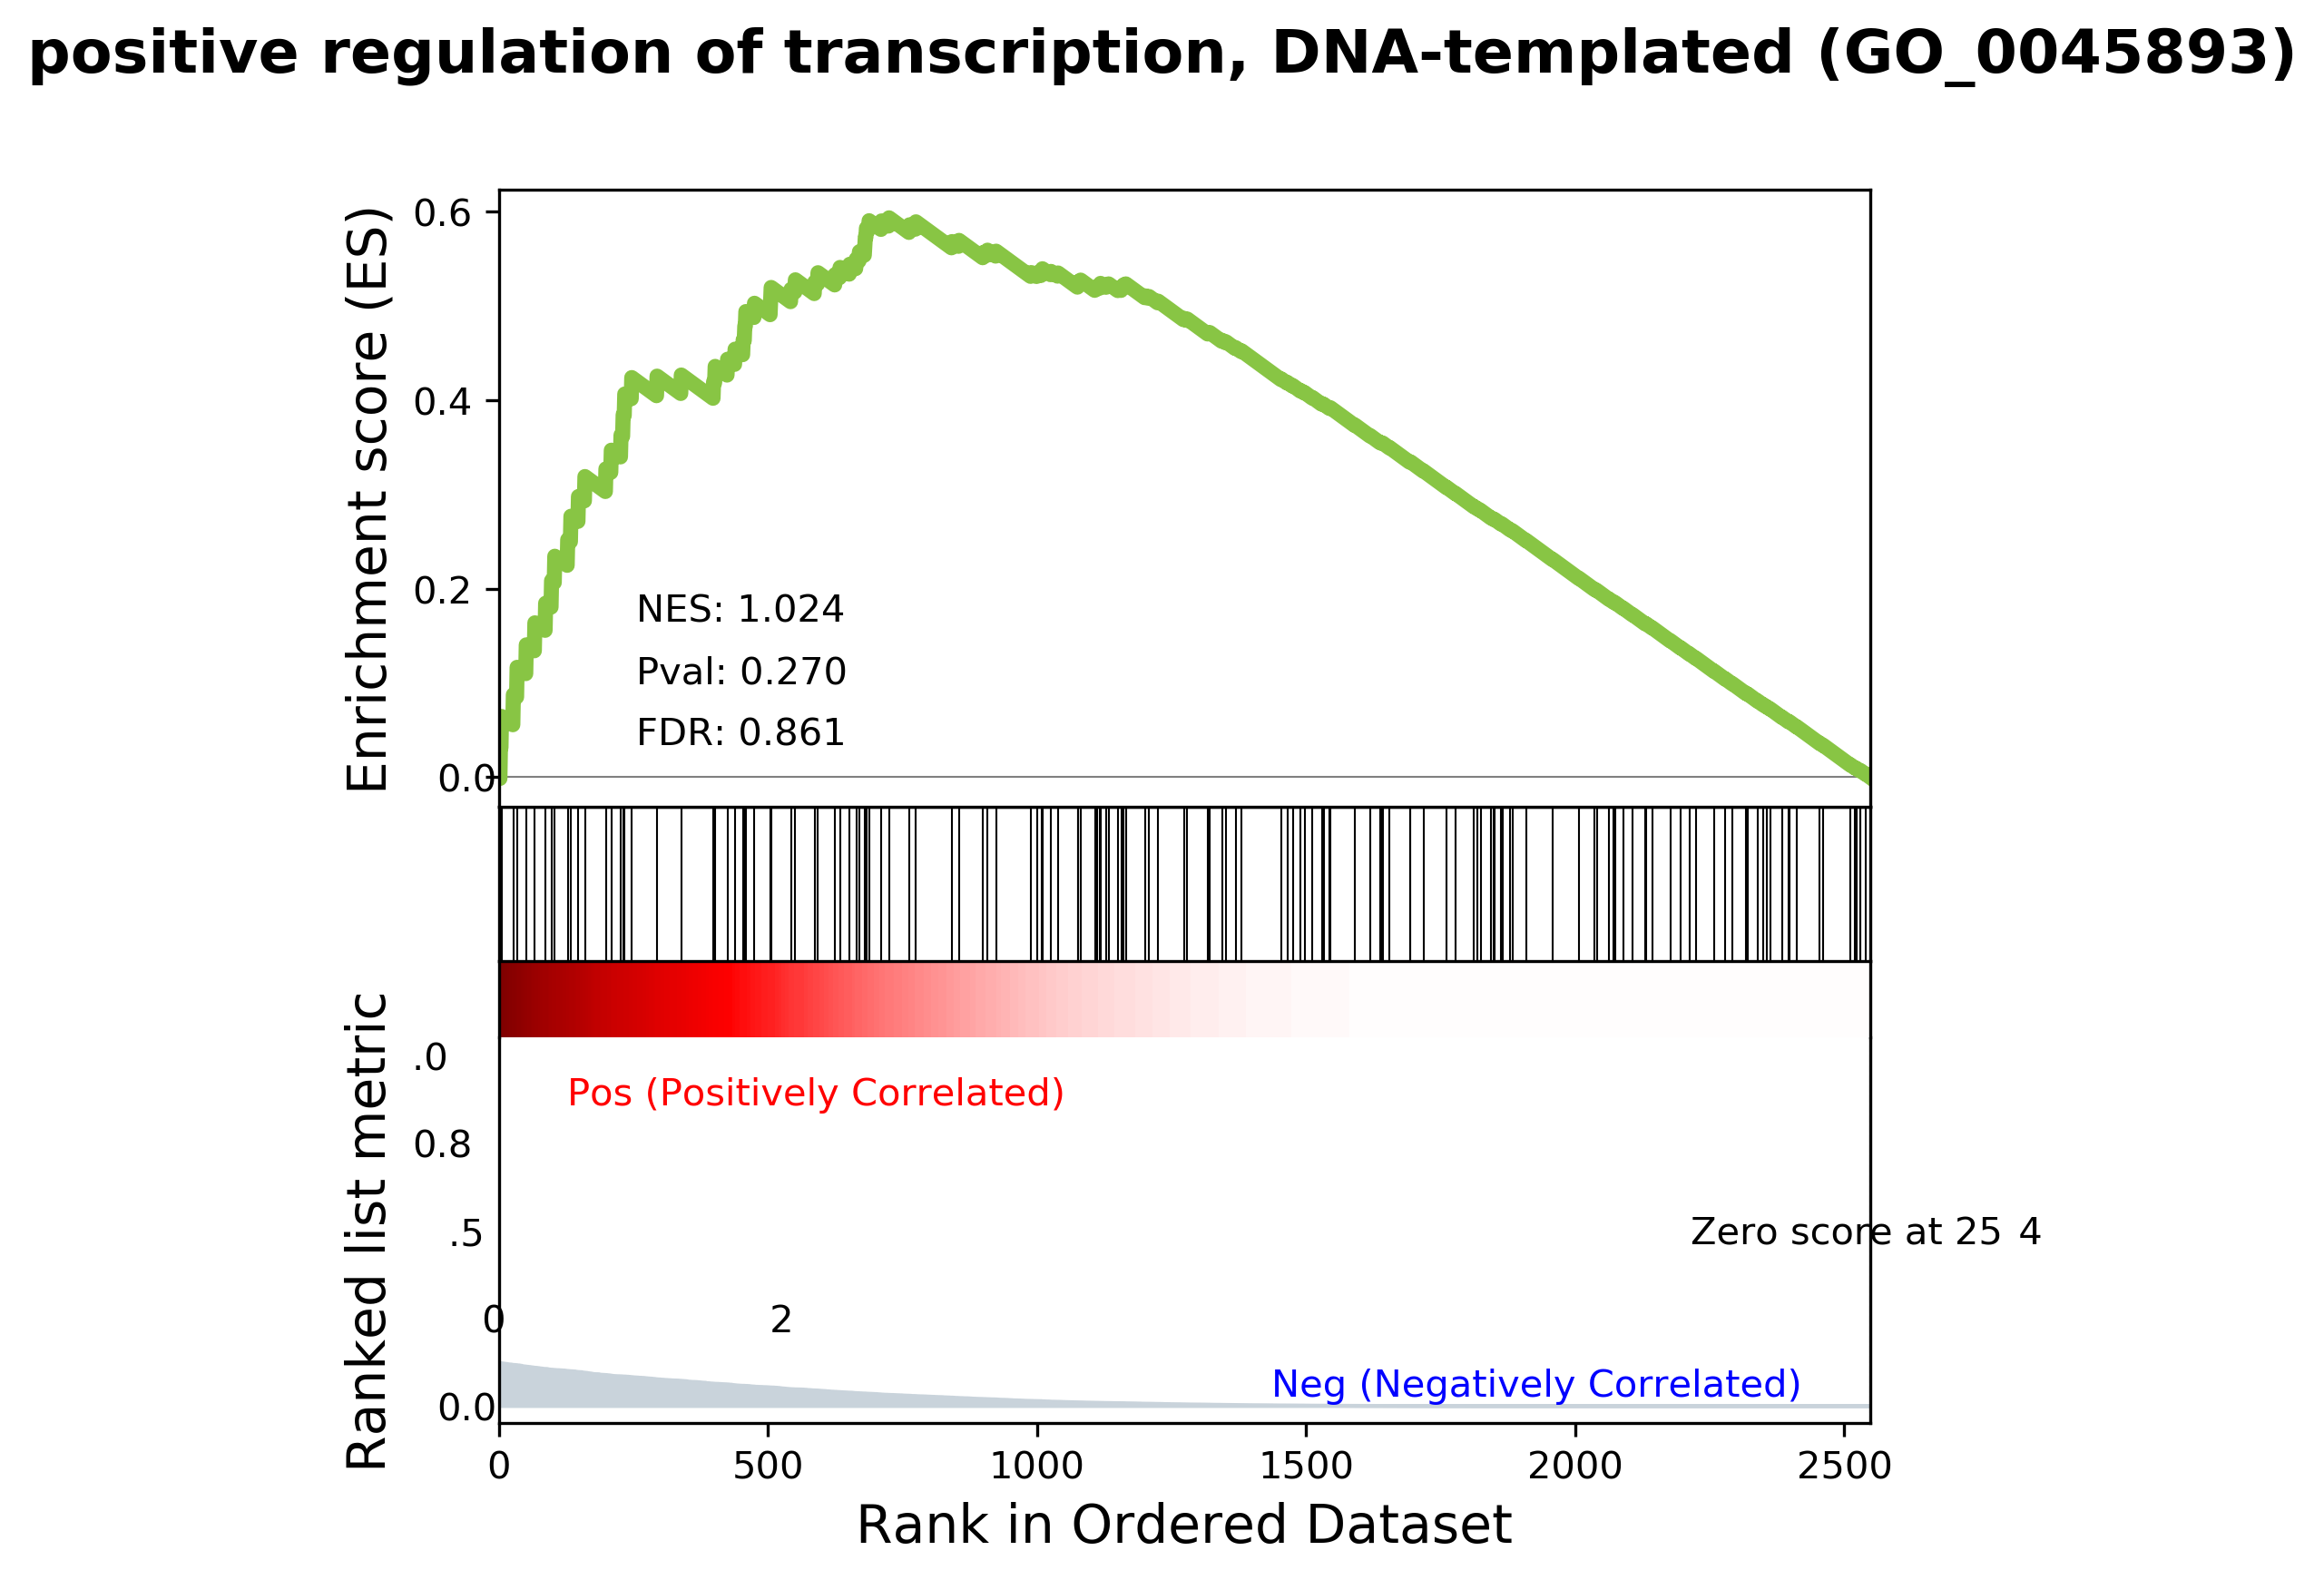 positive regulation of transcription, DNA-templated (GO_0045893)
Enrichment score (ES)
0.6
0.4
0.2
0.0
NES: 1.024
Pval: 0.270
FDR: 0.861
Ranked list metric
.0
Pos (Positively Correlated)
0.8
.5
Zero score at 25 4
0 2
Neg (Negatively Correlated)
0.0
0 500 1000 1500 2000 2500
Rank in Ordered Dataset